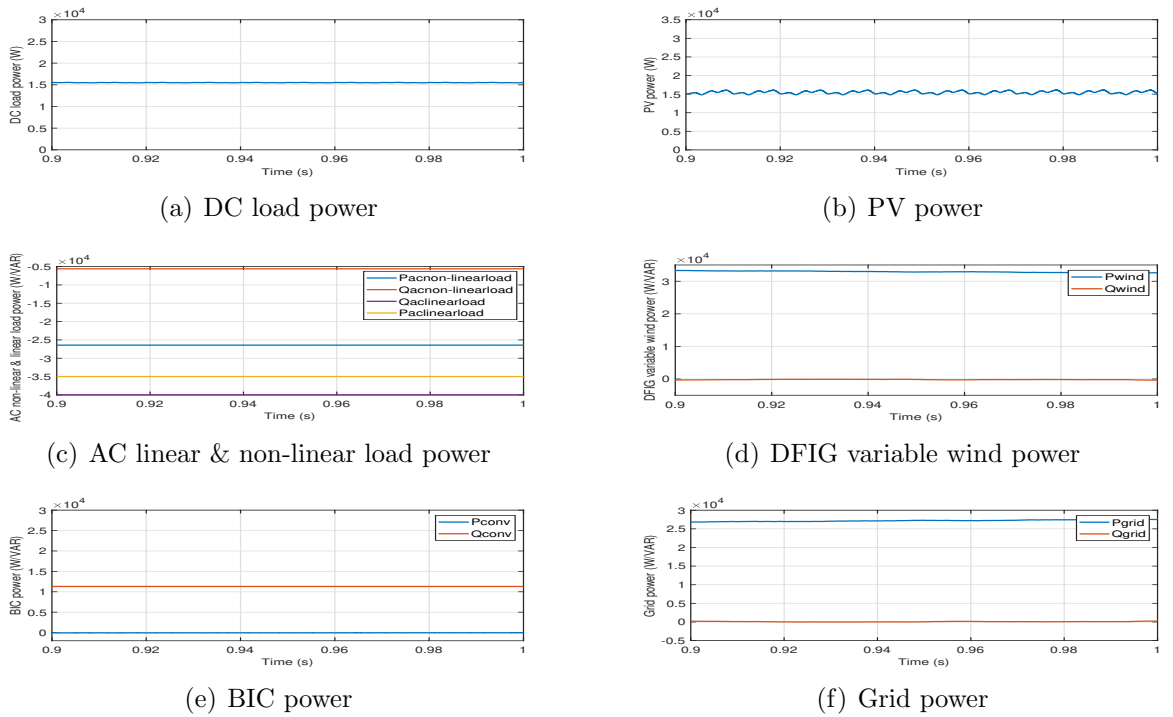 ×10⁴
3
2.5
2
1.5
1
0.5
0
DC load power (W)
0.9 0.92 0.94 0.96 0.98 1
Time (s)
(a) DC load power
×10⁴
3.5
3
2.5
2
1.5
1
0.5
0
PV power (W)
0.9 0.92 0.94 0.96 0.98 1
Time (s)
(b) PV power
×10⁴
-0.5
-1
-1.5
-2
-2.5
-3
-3.5
-4
AC non-linear & linear load power (W/VAR)
Pacnon-linearload
Qacnon-linearload
Qaclinearload
Paclinearload
0.9 0.92 0.94 0.96 0.98 1
Time (s)
(c) AC linear & non-linear load power
×10⁴
3
2
1
0
DFIG variable wind power (W/VAR)
Pwind
Qwind
0.9 0.92 0.94 0.96 0.98 1
Time (s)
(d) DFIG variable wind power
×10⁴
3
2.5
2
1.5
1
0.5
0
BIC power (W/VAR)
Pconv
Qconv
0.9 0.92 0.94 0.96 0.98 1
Time (s)
(e) BIC power
×10⁴
3
2.5
2
1.5
1
0.5
0
-0.5
Grid power (W/VAR)
Pgrid
Qgrid
0.9 0.92 0.94 0.96 0.98 1
Time (s)
(f) Grid power